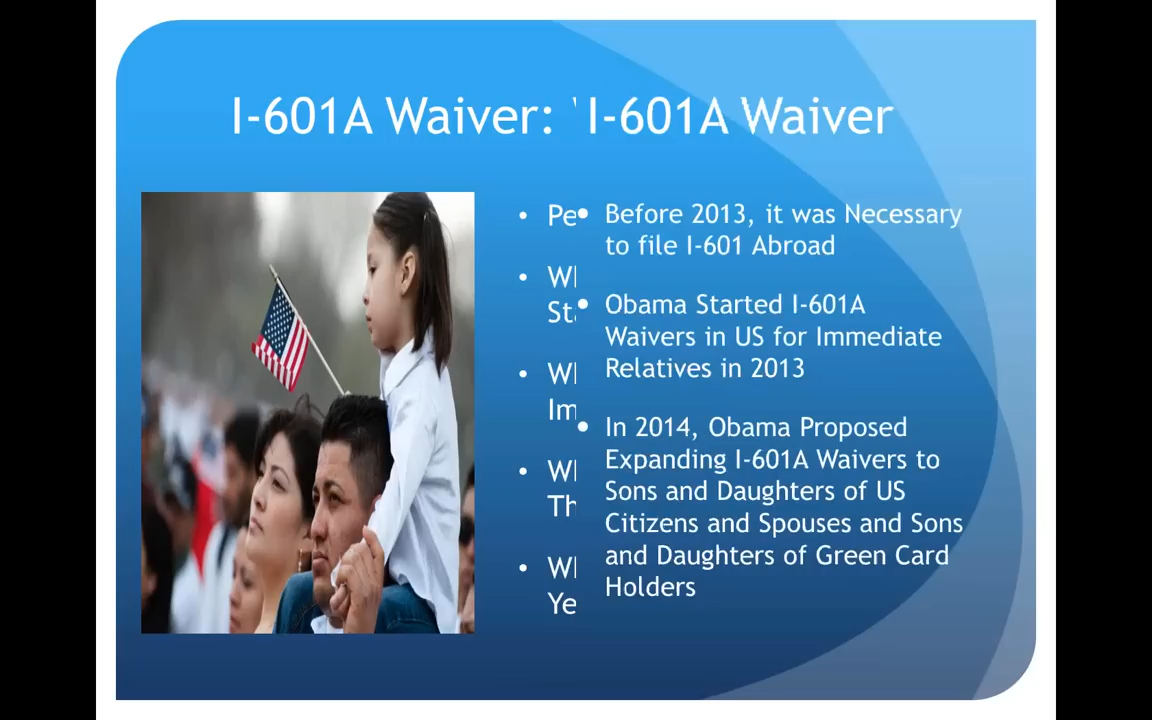 I-601A Waiver: I-601A Waiver
• Before 2013, it was Necessary
to file I-601 Abroad
• Obama Started I-601A
Waivers in US for Immediate
Relatives in 2013
• In 2014, Obama Proposed
Expanding I-601A Waivers to
Sons and Daughters of US
Citizens and Spouses and Sons
and Daughters of Green Card
Holders